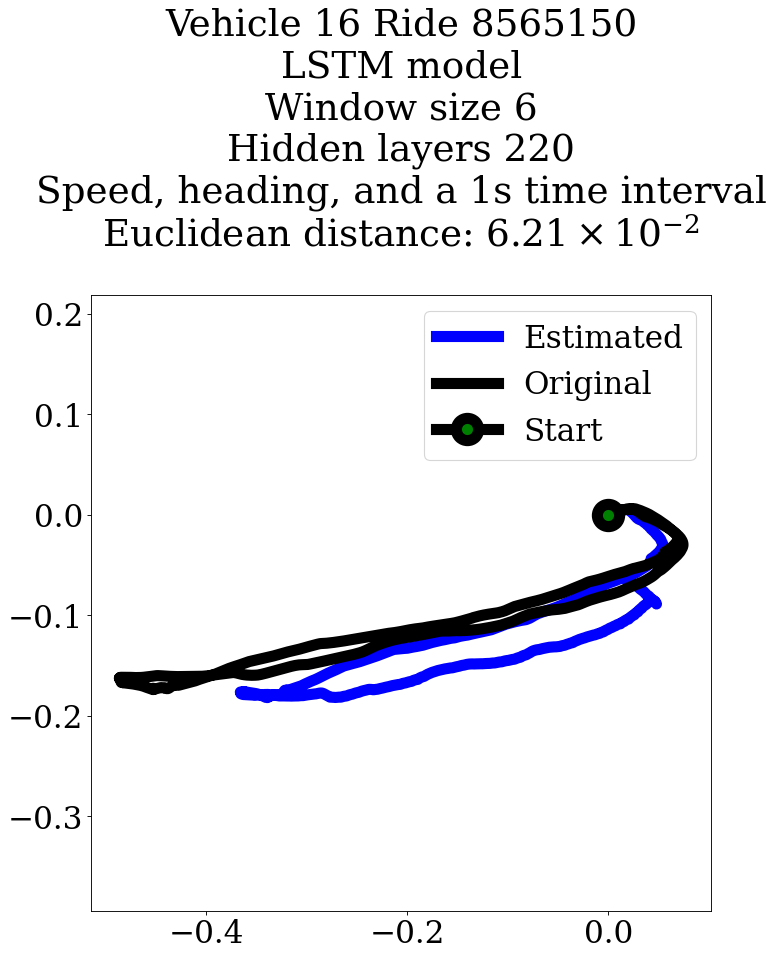 Vehicle 16 Ride 8565150
LSTM model
Window size 6
Hidden layers 220
Speed, heading, and a 1s time interval
Euclidean distance: 6.21 × 10⁻²
Estimated
Original
Start
0.2
0.1
0.0
−0.1
−0.2
−0.3
−0.4 −0.2 0.0